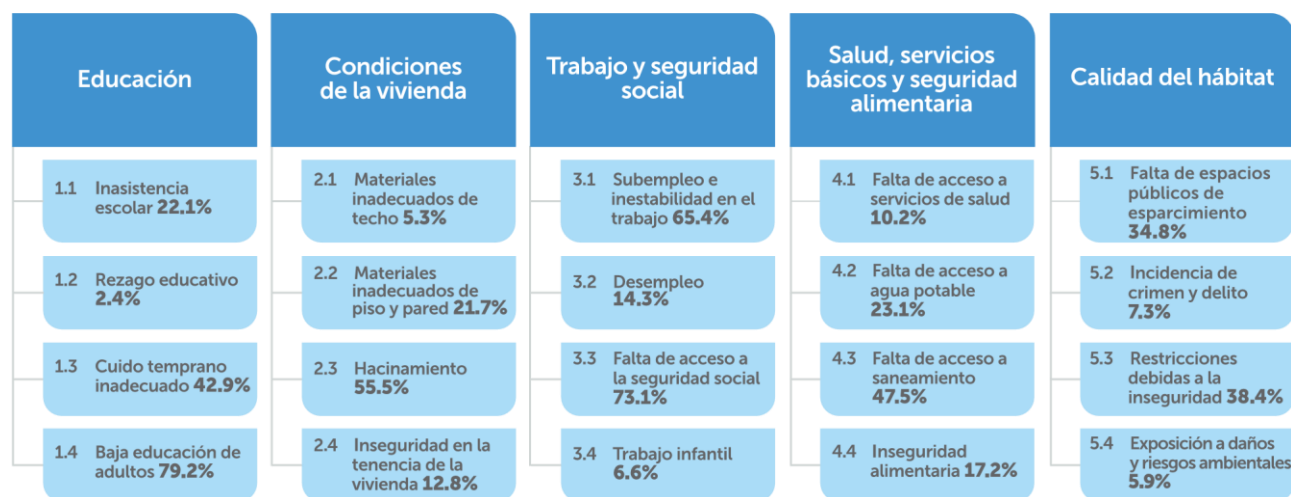 Educación
1.1 Inasistencia
escolar 22.1%
1.2 Rezago educativo
2.4%
1.3 Cuido temprano
inadecuado 42.9%
1.4 Baja educación de
adultos 79.2%
Condiciones
de la vivienda
2.1 Materiales
inadecuados de
techo 5.3%
2.2 Materiales
inadecuados de
piso y pared 21.7%
2.3 Hacinamiento
55.5%
2.4 Inseguridad en la
tenencia de la
vivienda 12.8%
Trabajo y seguridad
social
3.1 Subempleo e
inestabilidad en el
trabajo 65.4%
3.2 Desempleo
14.3%
3.3 Falta de acceso a
la seguridad social
73.1%
3.4 Trabajo infantil
6.6%
Salud, servicios
básicos y seguridad
alimentaria
4.1 Falta de acceso a
servicios de salud
10.2%
4.2 Falta de acceso a
agua potable
23.1%
4.3 Falta de acceso a
saneamiento
47.5%
4.4 Inseguridad
alimentaria 17.2%
Calidad del hábitat
5.1 Falta de espacios
públicos de
esparcimiento
34.8%
5.2 Incidencia de
crimen y delito
7.3%
5.3 Restricciones
debidas a la
inseguridad 38.4%
5.4 Exposición a daños
y riesgos ambientales
5.9%